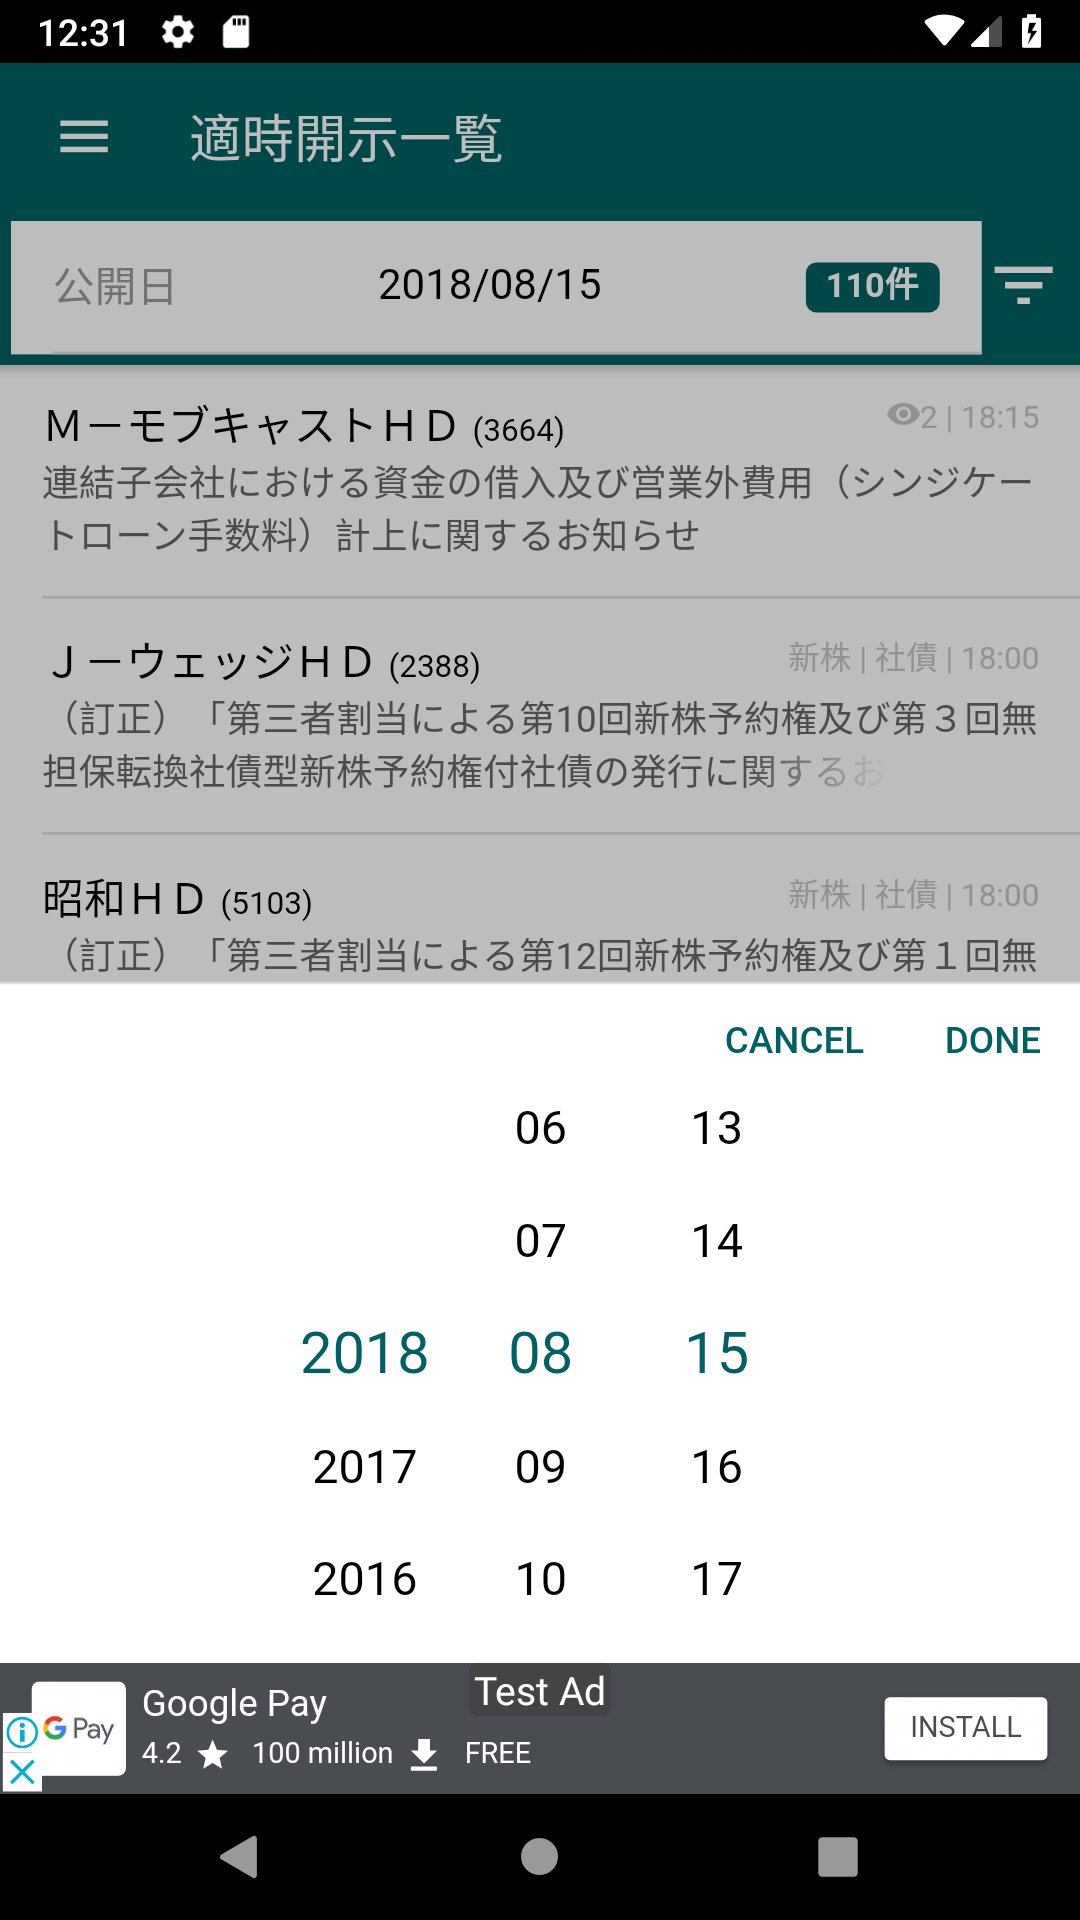 12:31
適時開示一覧
公開日 2018/08/15 110件
Ｍ－モブキャストＨＤ (3664) 2 | 18:15
連結子会社における資金の借入及び営業外費用（シンジケー
トローン手数料）計上に関するお知らせ
Ｊ－ウェッジＨＤ (2388) 新株 | 社債 | 18:00
（訂正）「第三者割当による第10回新株予約権及び第３回無
担保転換社債型新株予約権付社債の発行に関するお
昭和ＨＤ (5103) 新株 | 社債 | 18:00
（訂正）「第三者割当による第12回新株予約権及び第１回無
CANCEL DONE
06 13
07 14
2018 08 15
2017 09 16
2016 10 17
Test Ad
G Pay Google Pay
4.2 100 million FREE
INSTALL